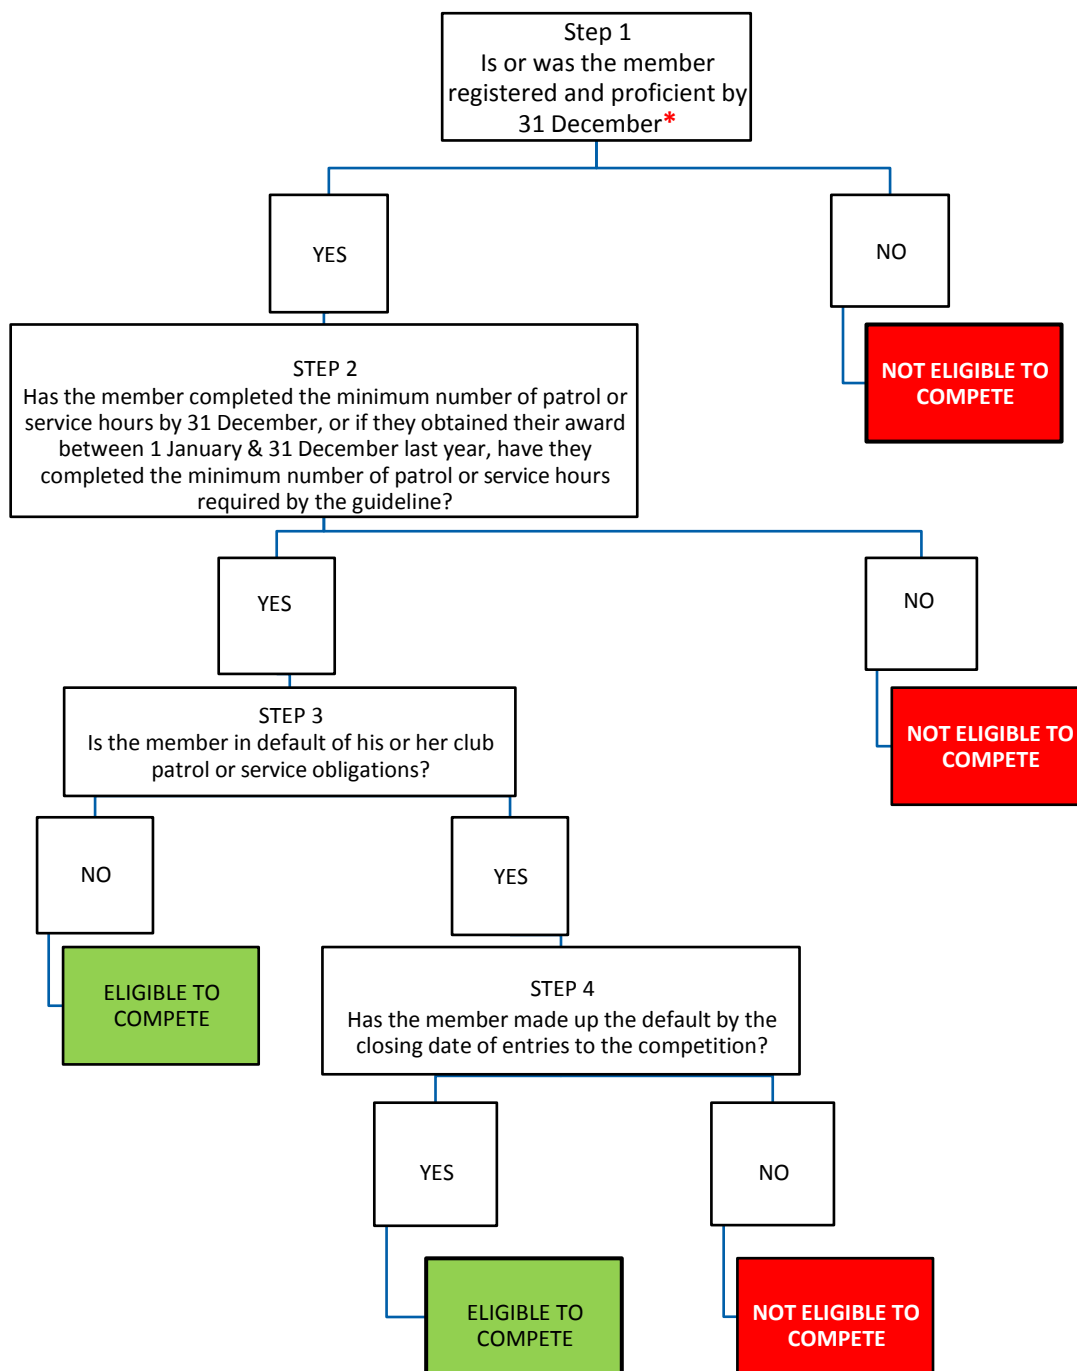 Step 1
Is or was the member
registered and proficient by
31 December*
YES
NO
NOT ELIGIBLE TO
COMPETE
STEP 2
Has the member completed the minimum number of patrol or
service hours by 31 December, or if they obtained their award
between 1 January & 31 December last year, have they
completed the minimum number of patrol or service hours
required by the guideline?
YES
NO
NOT ELIGIBLE TO
COMPETE
STEP 3
Is the member in default of his or her club
patrol or service obligations?
NO
YES
ELIGIBLE TO
COMPETE
STEP 4
Has the member made up the default by the
closing date of entries to the competition?
YES
NO
ELIGIBLE TO
COMPETE
NOT ELIGIBLE TO
COMPETE